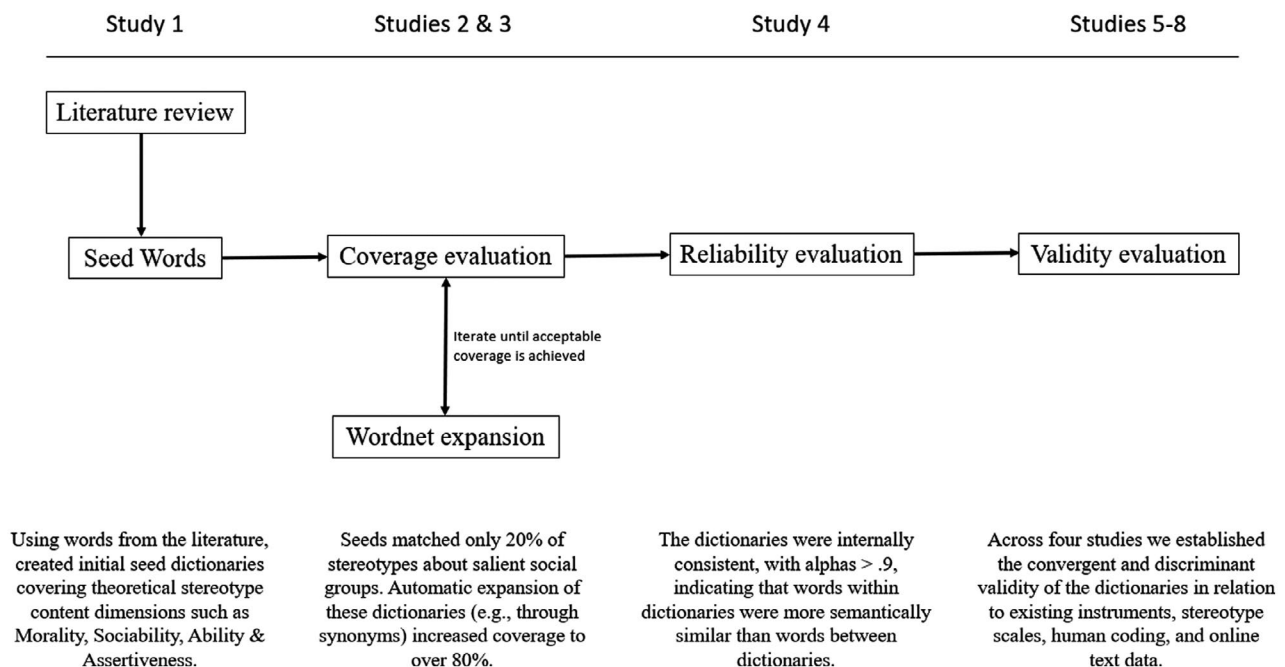 Study 1
Studies 2 & 3
Study 4
Studies 5-8
Literature review
Seed Words
Coverage evaluation
Reliability evaluation
Validity evaluation
Iterate until acceptable
coverage is achieved
Wordnet expansion
Using words from the literature,
created initial seed dictionaries
covering theoretical stereotype
content dimensions such as
Morality, Sociability, Ability &
Assertiveness.
Seeds matched only 20% of
stereotypes about salient social
groups. Automatic expansion of
these dictionaries (e.g., through
synonyms) increased coverage to
over 80%.
The dictionaries were internally
consistent, with alphas > .9,
indicating that words within
dictionaries were more semantically
similar than words between
dictionaries.
Across four studies we established
the convergent and discriminant
validity of the dictionaries in relation
to existing instruments, stereotype
scales, human coding, and online
text data.